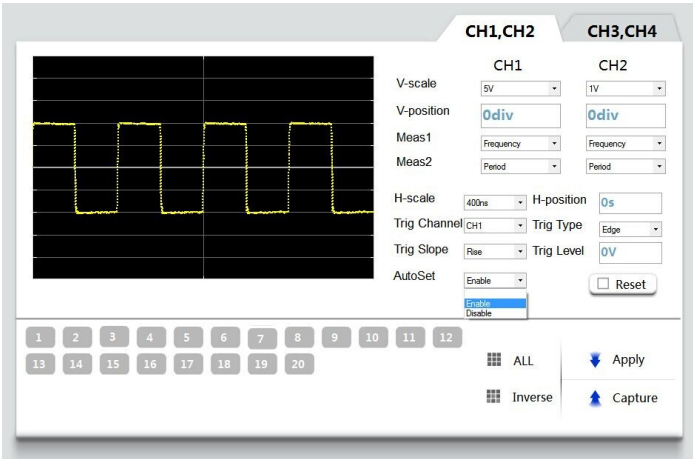 CH1,CH2 CH3,CH4
CH1 CH2
V-scale 5V 1V
V-position 0div 0div
Meas1 Frequency Frequency
Meas2 Period Period
H-scale 400ns H-position 0s
Trig Channel CH1 Trig Type Edge
Trig Slope Rise Trig Level 0V
AutoSet Enable Reset
Enable
Disable
1 2 3 4 5 6 7 8 9 10 11 12
13 14 15 16 17 18 19 20
ALL Apply
Inverse Capture